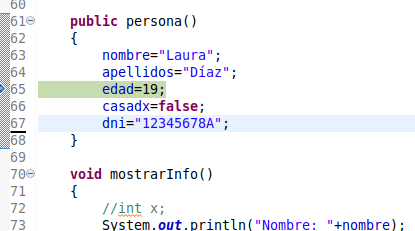 60
61 public persona()
62 {
63 nombre="Laura";
64 apellidos="Díaz";
65 edad=19;
66 casadx=false;
67 dni="12345678A";
68 }
69
70 void mostrarInfo()
71 {
72 //int x;
73 System.out.println("Nombre: "+nombre);